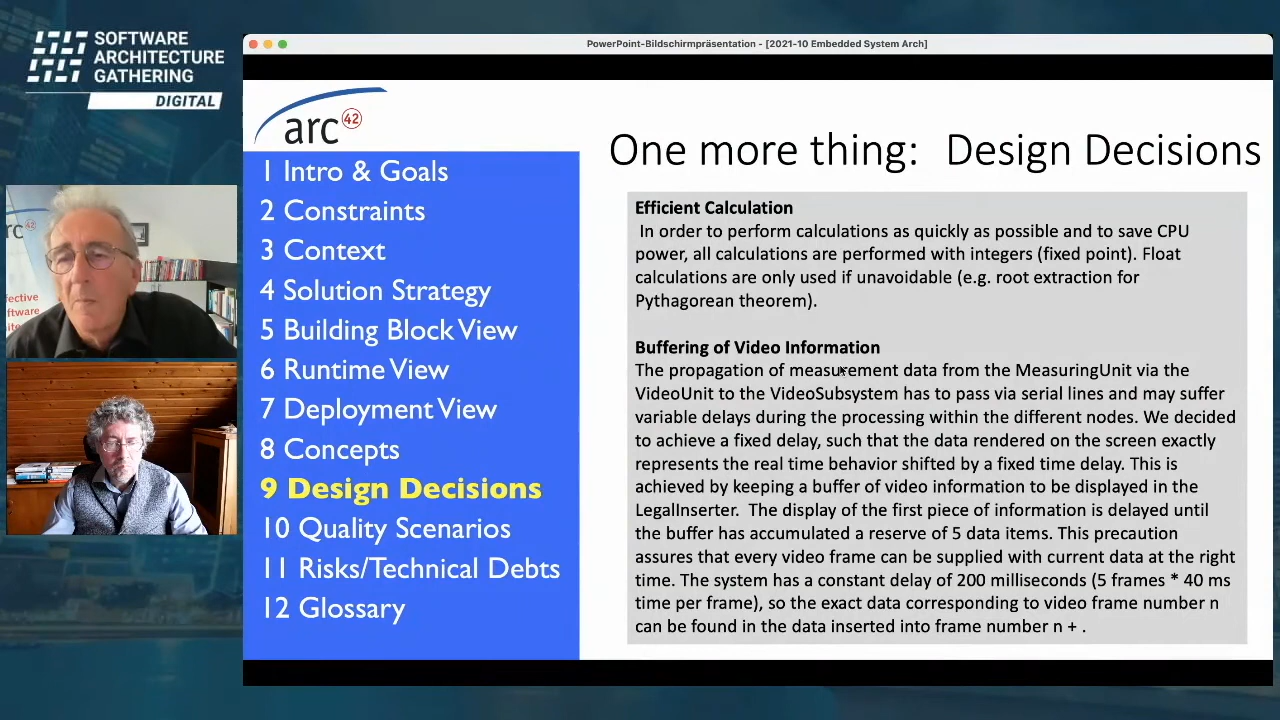 SOFTWARE
ARCHITECTURE
GATHERING
DIGITAL
PowerPoint-Bildschirmpräsentation - [2021-10 Embedded System Arch]
arc 42
1 Intro & Goals
2 Constraints
3 Context
4 Solution Strategy
5 Building Block View
6 Runtime View
7 Deployment View
8 Concepts
9 Design Decisions
10 Quality Scenarios
11 Risks/Technical Debts
12 Glossary
One more thing: Design Decisions
Efficient Calculation
In order to perform calculations as quickly as possible and to save CPU
power, all calculations are performed with integers (fixed point). Float
calculations are only used if unavoidable (e.g. root extraction for
Pythagorean theorem).
Buffering of Video Information
The propagation of measurement data from the MeasuringUnit via the
VideoUnit to the VideoSubsystem has to pass via serial lines and may suffer
variable delays during the processing within the different nodes. We decided
to achieve a fixed delay, such that the data rendered on the screen exactly
represents the real time behavior shifted by a fixed time delay. This is
achieved by keeping a buffer of video information to be displayed in the
LegalInserter. The display of the first piece of information is delayed until
the buffer has accumulated a reserve of 5 data items. This precaution
assures that every video frame can be supplied with current data at the right
time. The system has a constant delay of 200 milliseconds (5 frames * 40 ms
time per frame), so the exact data corresponding to video frame number n
can be found in the data inserted into frame number n + .